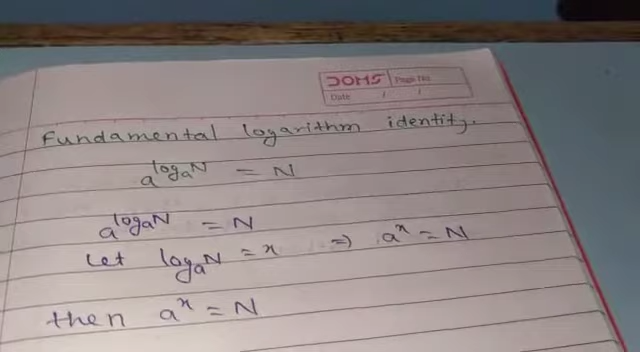 DOMS Page No.
Date / /
Fundamental logarithm identity.
a^{log_a N} = N
a^{log_a N} = N
Let log_a N = x ⇒ a^x = N
then a^x = N